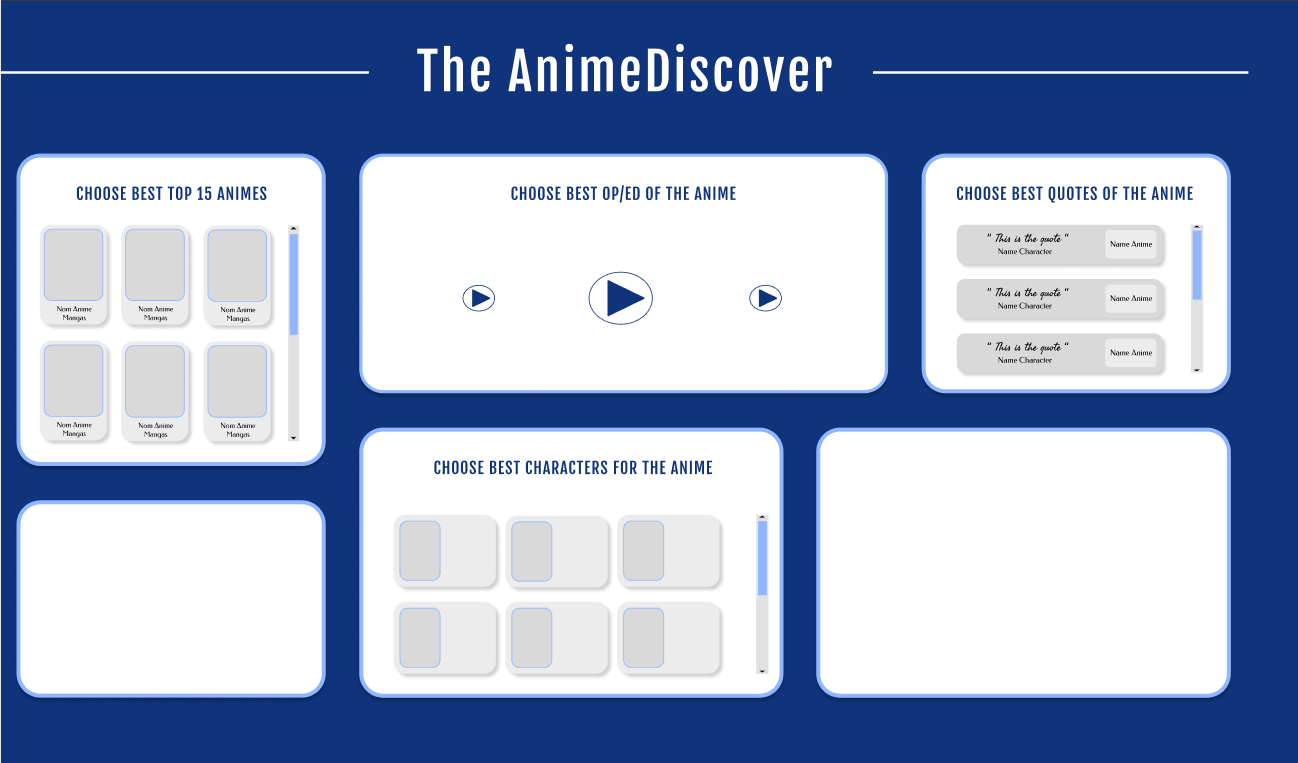 The AnimeDiscover
CHOOSE BEST TOP 15 ANIMES
Nom Anime
Mangas
Nom Anime
Mangas
Nom Anime
Mangas
Nom Anime
Mangas
Nom Anime
Mangas
Nom Anime
Mangas
CHOOSE BEST OP/ED OF THE ANIME
CHOOSE BEST QUOTES OF THE ANIME
" This is the quote "
Name Character
Name Anime
" This is the quote "
Name Character
Name Anime
" This is the quote "
Name Character
Name Anime
CHOOSE BEST CHARACTERS FOR THE ANIME